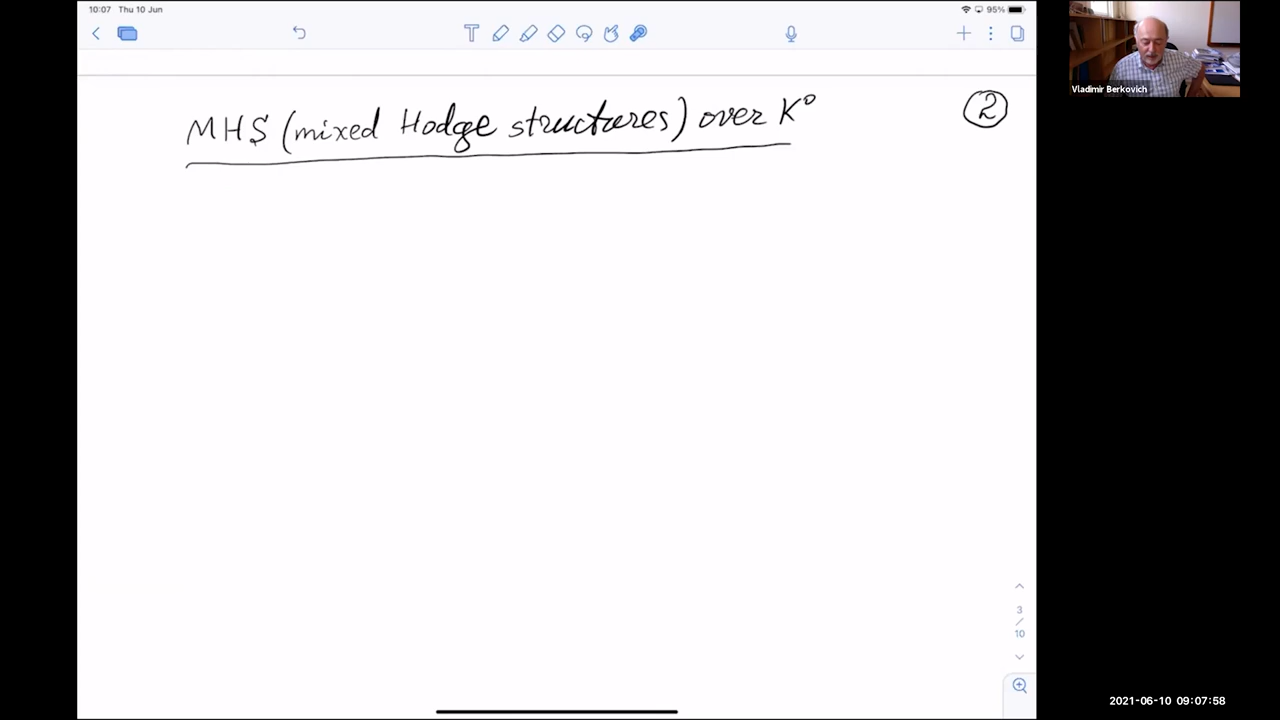 10:07 Thu 10 Jun
95%
T
MHS (mixed Hodge structures) over K°
2
Vladimir Berkovich
3
/
10
2021-06-10 09:07:58